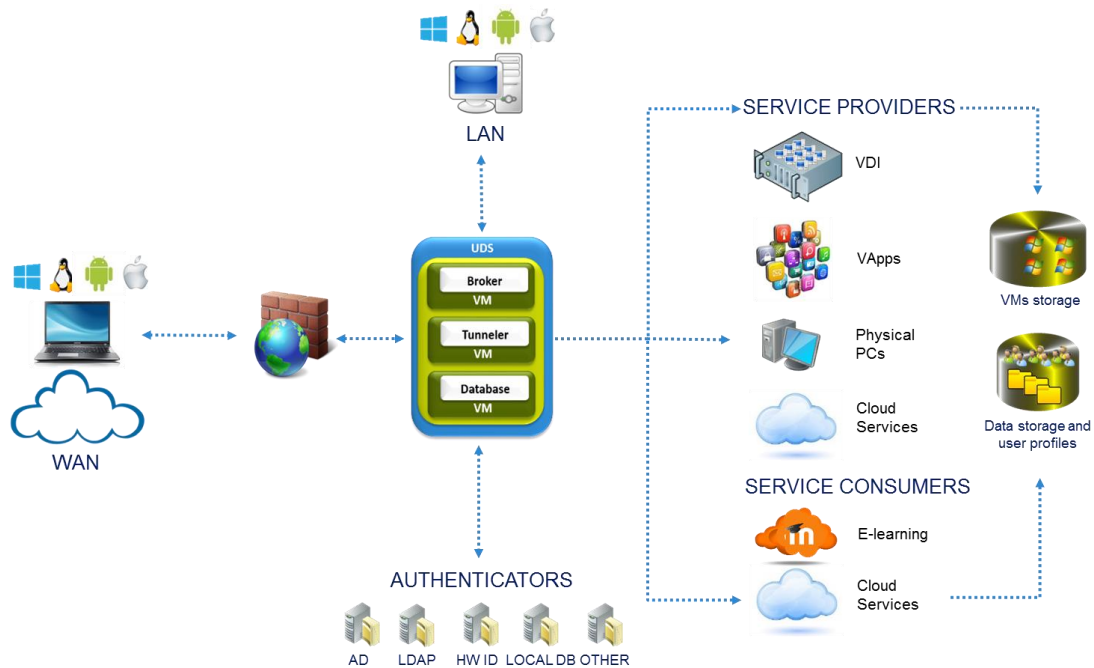 LAN
WAN
UDS
Broker
VM
Tunneler
VM
Database
VM
AUTHENTICATORS
AD
LDAP
HW ID
LOCAL DB
OTHER
SERVICE PROVIDERS
VDI
VApps
Physical
PCs
Cloud
Services
SERVICE CONSUMERS
m
E-learning
Cloud
Services
VMs storage
Data storage and
user profiles